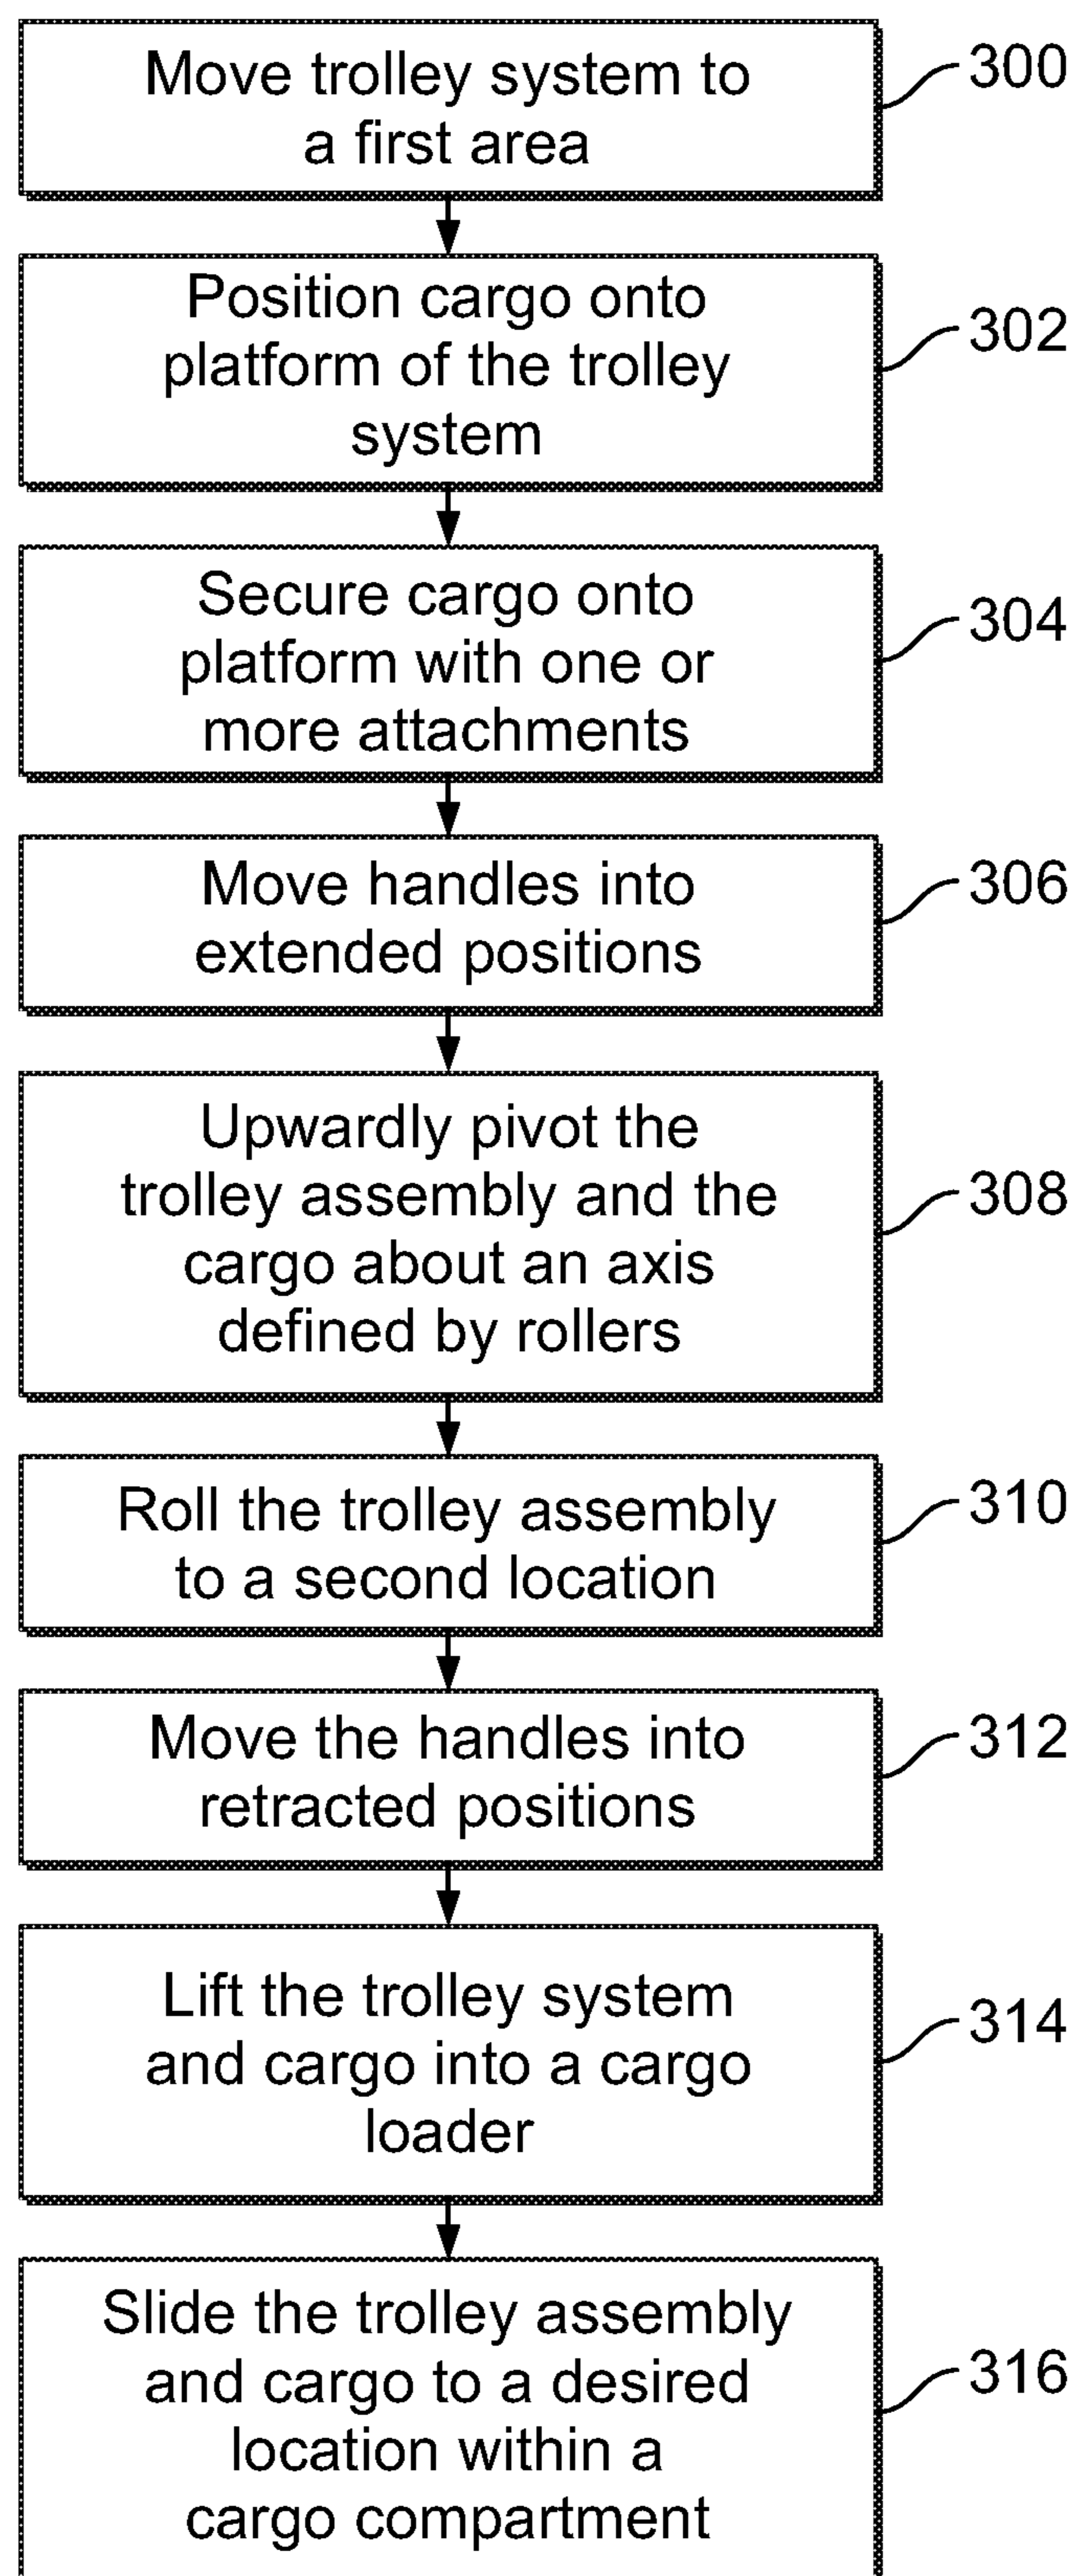 Move trolley system to
a first area
300
Position cargo onto
platform of the trolley
system
302
Secure cargo onto
platform with one or
more attachments
304
Move handles into
extended positions
306
Upwardly pivot the
trolley assembly and the
cargo about an axis
defined by rollers
308
Roll the trolley assembly
to a second location
310
Move the handles into
retracted positions
312
Lift the trolley system
and cargo into a cargo
loader
314
Slide the trolley assembly
and cargo to a desired
location within a
cargo compartment
316